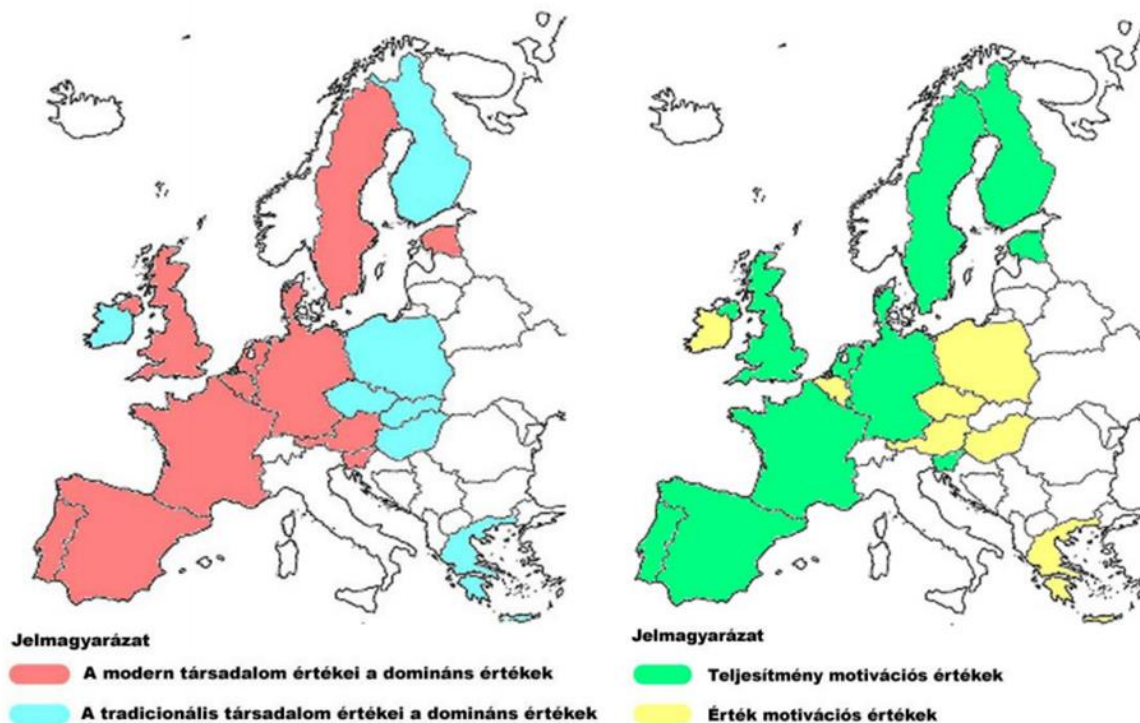 Jelmagyarázat
A modern társadalom értékei a domináns értékek
A tradicionális társadalom értékei a domináns értékek
Jelmagyarázat
Teljesítmény motivációs értékek
Érték motivációs értékek